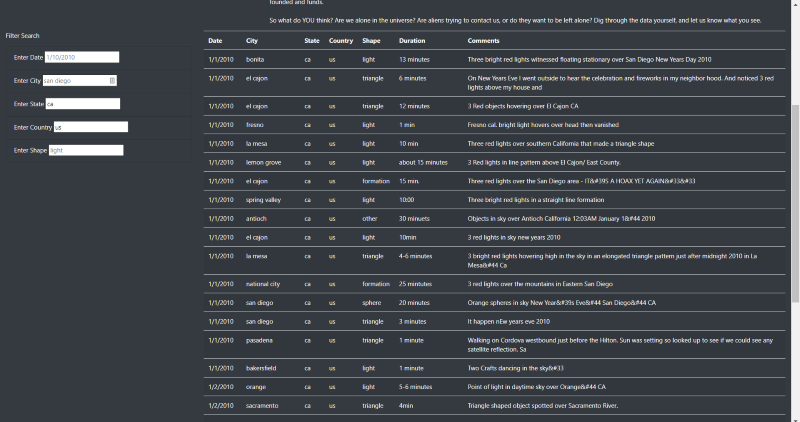 founded and funds.
So what do YOU think? Are we alone in the universe? Are aliens trying to contact us, or do they want to be left alone? Dig through the data yourself, and let us know what you see.
Filter Search
Enter Date 1/10/2010
Enter City san diego
Enter State ca
Enter Country us
Enter Shape light
Date City State Country Shape Duration Comments
1/1/2010 bonita ca us light 13 minutes Three bright red lights witnessed floating stationary over San Diego New Years Day 2010
1/1/2010 el cajon ca us triangle 6 minutes On New Years Eve I went outside to hear the celebration and fireworks in my neighbor hood. And noticed 3 red
lights above my house and
1/1/2010 el cajon ca us triangle 12 minutes 3 Red objects hovering over El Cajon CA
1/1/2010 fresno ca us light 1 min Fresno cal. bright light hovers over head then vanished
1/1/2010 la mesa ca us light 10 min Three red lights over southern California that made a triangle shape
1/1/2010 lemon grove ca us light about 15 minutes 3 Red lights in line pattern above El Cajon/ East County.
1/1/2010 el cajon ca us formation 15 min. Three red lights over the San Diego area - IT&#39S A HOAX YET AGAIN&#33&#33
1/1/2010 spring valley ca us light 10:00 Three bright red lights in a straight line formation
1/1/2010 antioch ca us other 30 minuets Objects in sky over Antioch California 12:03AM January 1&#44 2010
1/1/2010 el cajon ca us light 10min 3 red lights in sky new years 2010
1/1/2010 la mesa ca us triangle 4-6 minutes 3 bright red lights hovering high in the sky in an elongated triangle pattern just after midnight 2010 in La
Mesa&#44 Ca
1/1/2010 national city ca us formation 25 mintutes 3 red lights over the mountains in Eastern San Diego
1/1/2010 san diego ca us sphere 20 minutes Orange spheres in sky New Year&#39s Eve&#44 San Diego&#44 CA
1/1/2010 san diego ca us triangle 3 minutes It happen nEw years eve 2010
1/1/2010 pasadena ca us triangle 1 minute Walking on Cordova westbound just before the Hilton. Sun was setting so looked up to see if we could see any
satellite reflection. Sa
1/1/2010 bakersfield ca us light 1 minute Two Crafts dancing in the sky&#33
1/2/2010 orange ca us light 5-6 minutes Point of light in daytime sky over Orange&#44 CA
1/2/2010 sacramento ca us triangle 4min Triangle shaped object spotted over Sacramento River.